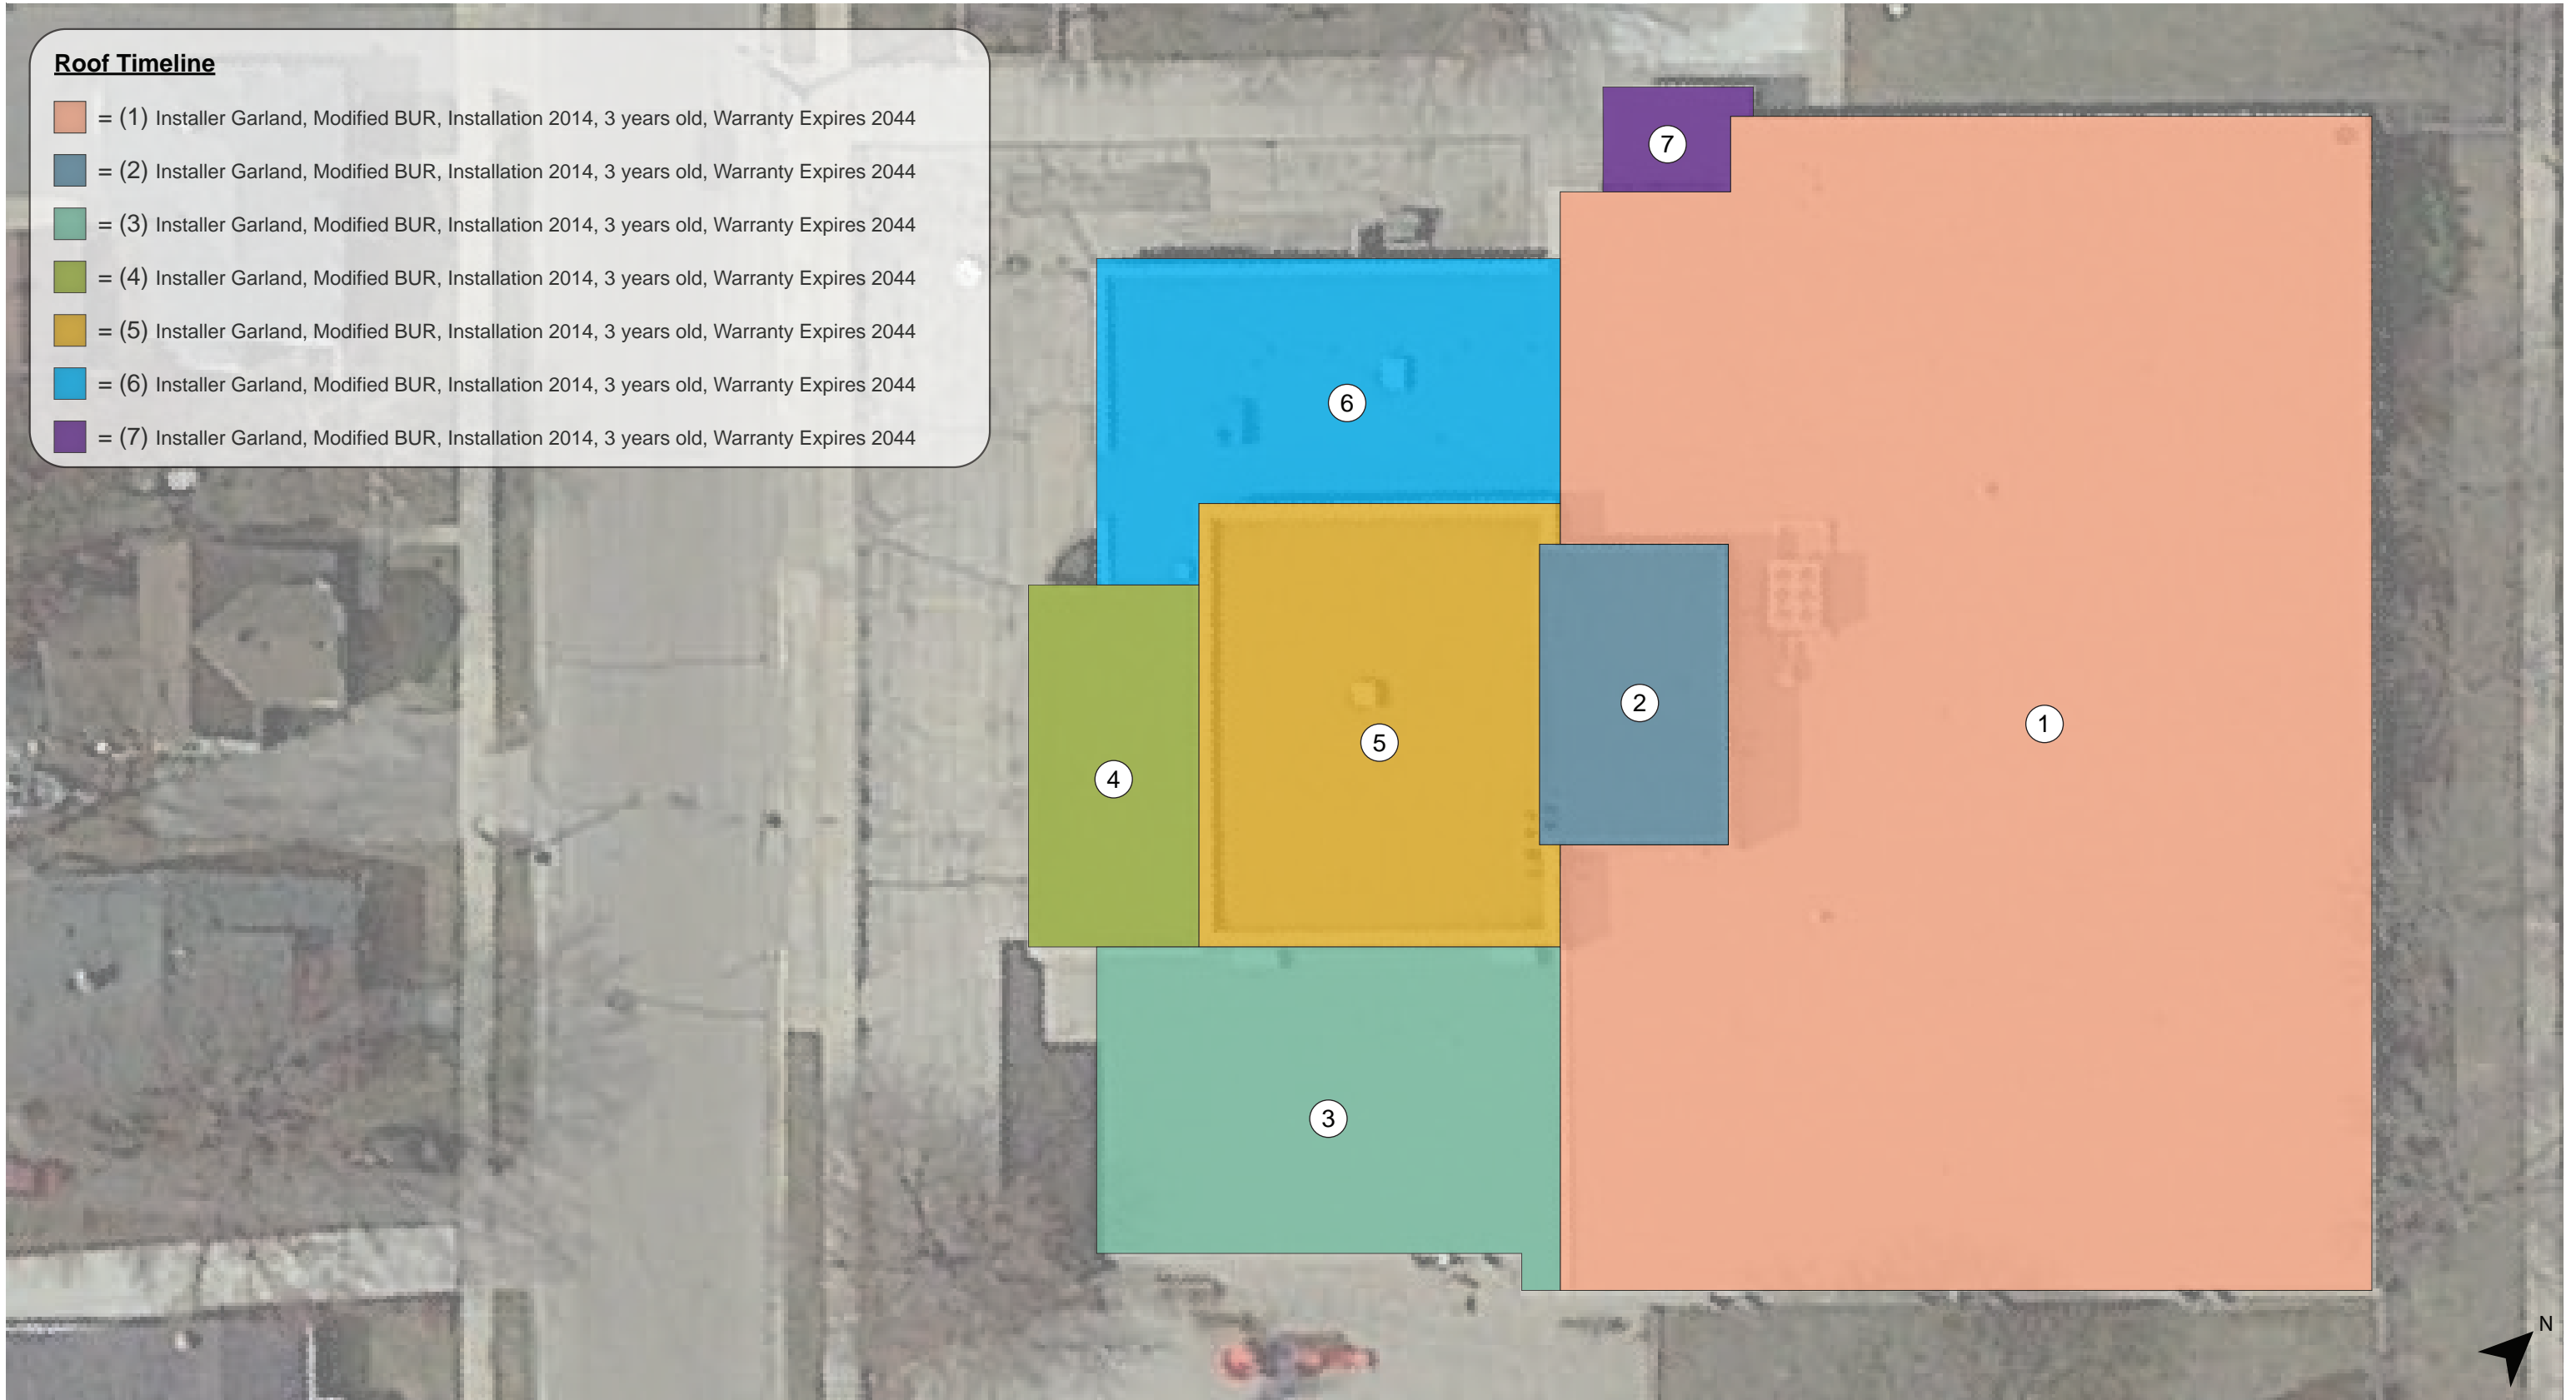 Roof Timeline
= (1) Installer Garland, Modified BUR, Installation 2014, 3 years old, Warranty Expires 2044
= (2) Installer Garland, Modified BUR, Installation 2014, 3 years old, Warranty Expires 2044
= (3) Installer Garland, Modified BUR, Installation 2014, 3 years old, Warranty Expires 2044
= (4) Installer Garland, Modified BUR, Installation 2014, 3 years old, Warranty Expires 2044
= (5) Installer Garland, Modified BUR, Installation 2014, 3 years old, Warranty Expires 2044
= (6) Installer Garland, Modified BUR, Installation 2014, 3 years old, Warranty Expires 2044
= (7) Installer Garland, Modified BUR, Installation 2014, 3 years old, Warranty Expires 2044
7
6
2
1
5
4
3
N